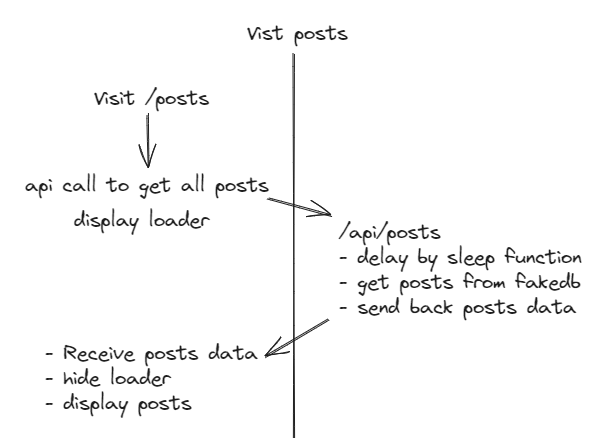 Vist posts
Visit /posts
api call to get all posts
display loader
/api/posts
- delay by sleep function
- get posts from fakedb
- send back posts data
- Receive posts data
- hide loader
- display posts